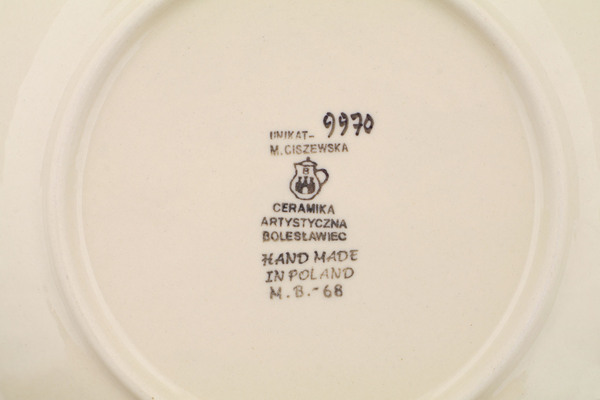 UNIKAT- 9970
M. CISZEWSKA
B
CERAMIKA
ARTYSTYCZNA
BOLESŁAWIEC
HAND MADE
IN POLAND
M.B.-68